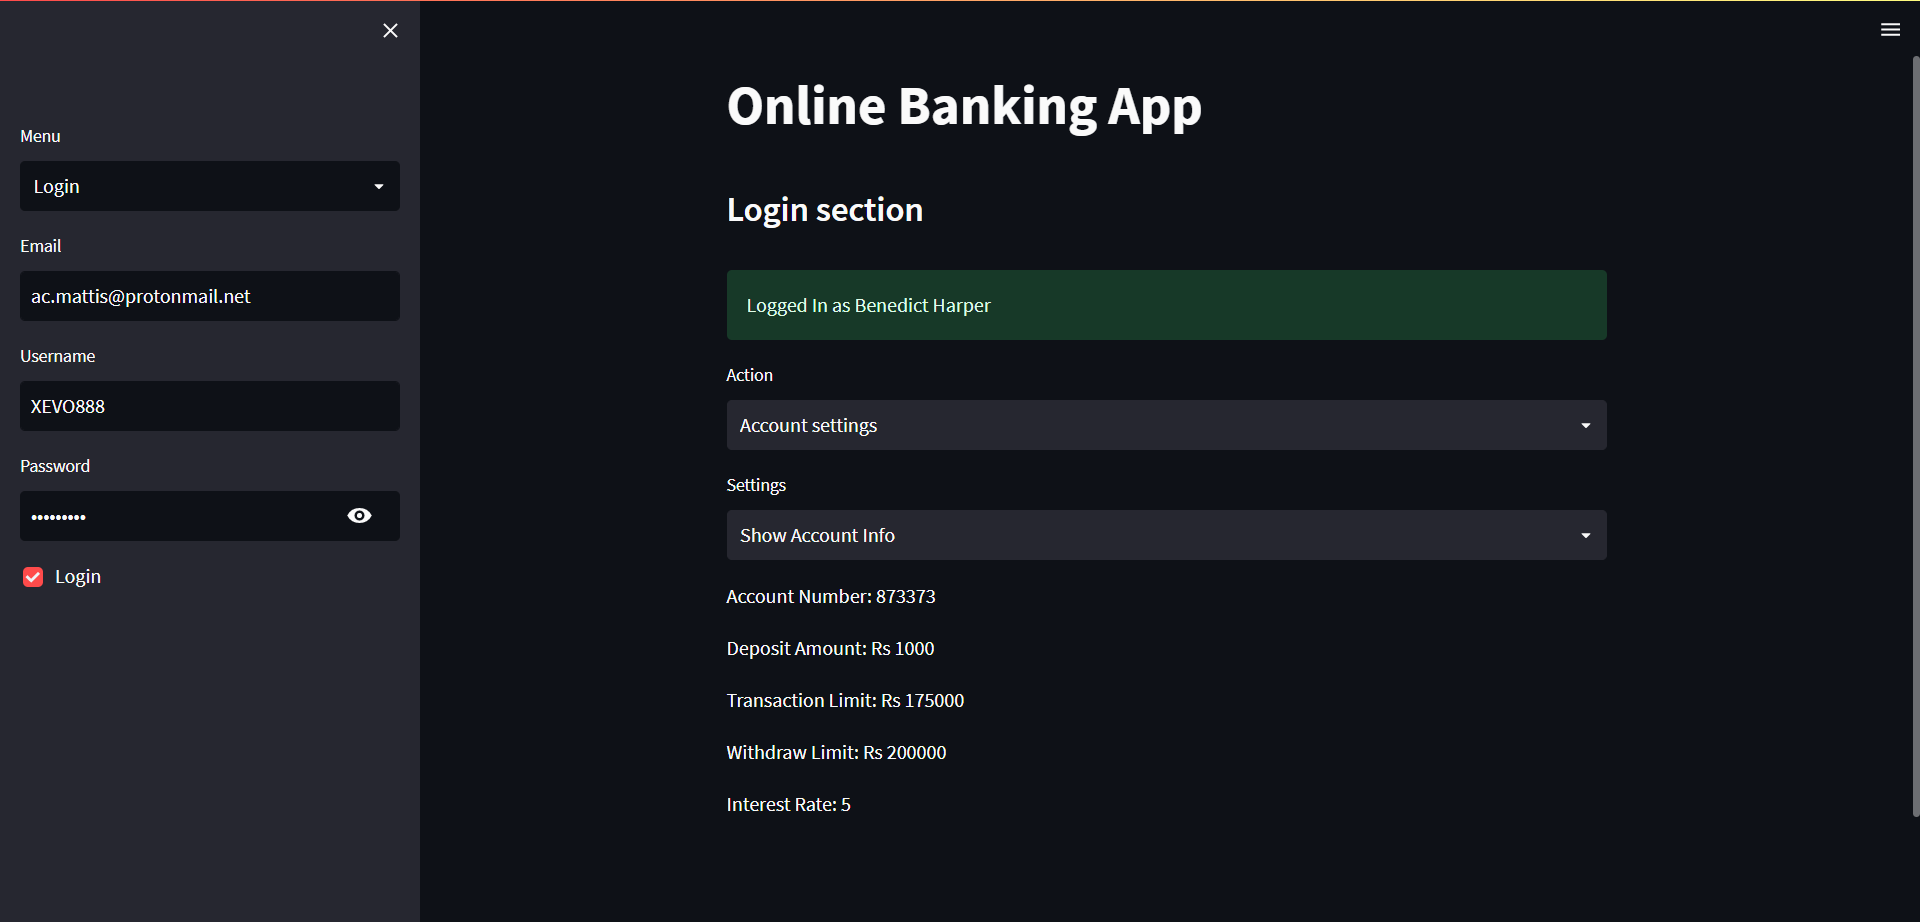 Menu
Login
Email
ac.mattis@protonmail.net
Username
XEVO888
Password
•••••••••
Login
Online Banking App
Login section
Logged In as Benedict Harper
Action
Account settings
Settings
Show Account Info
Account Number: 873373
Deposit Amount: Rs 1000
Transaction Limit: Rs 175000
Withdraw Limit: Rs 200000
Interest Rate: 5